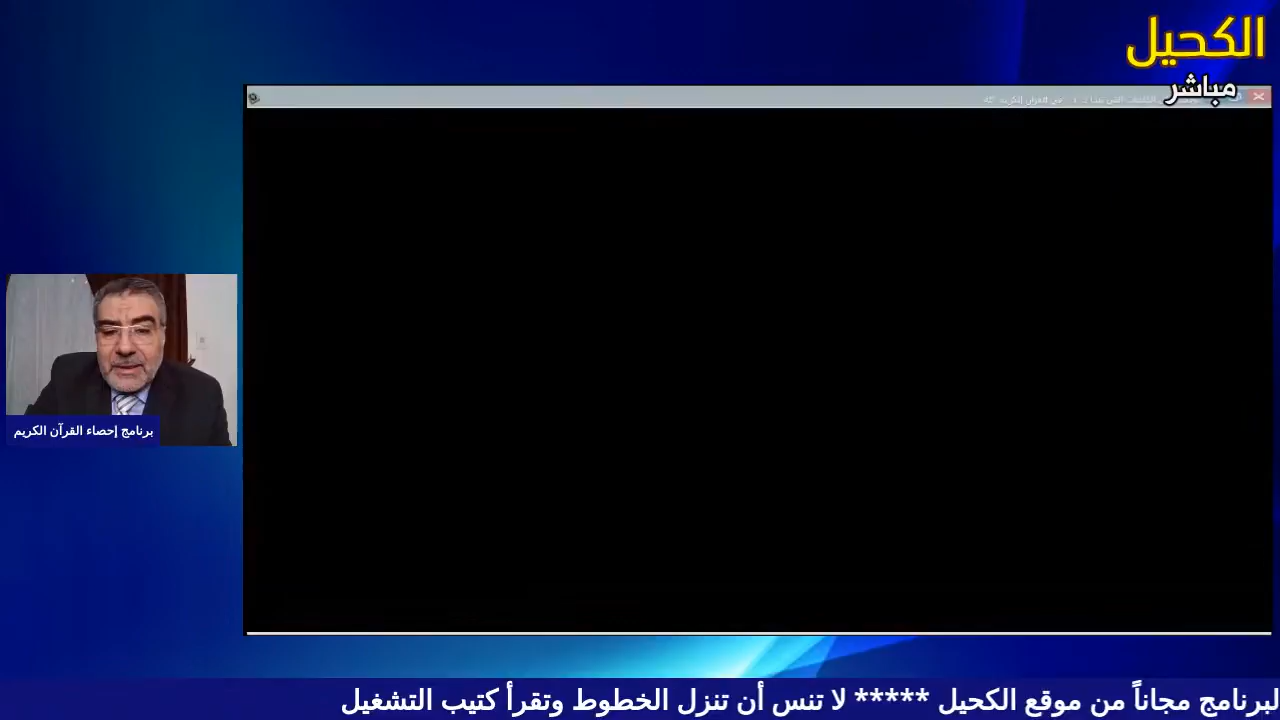 الكحيل
مباشر
برنامج إحصاء القرآن الكريم
لبرنامج مجاناً من موقع الكحيل ***** لا تنس أن تنزل الخطوط وتقرأ كتيب التشغيل